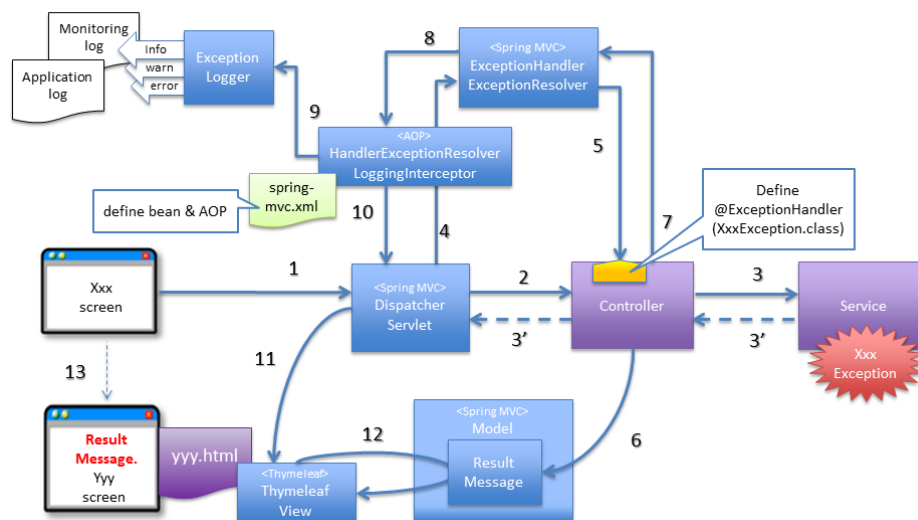 Monitoring
log
Application
log
Info
warn
error
Exception
Logger
8
<Spring MVC>
ExceptionHandler
ExceptionResolver
9
<AOP>
HandlerExceptionResolver
LoggingInterceptor
5
spring-
mvc.xml
define bean & AOP
10
4
7
Define
@ExceptionHandler
(XxxException.class)
Xxx
screen
1
<Spring MVC>
Dispatcher
Servlet
2
Controller
3
Service
3’
3’
Xxx
Exception
13
11
Result
Message.
Yyy
screen
yyy.html
12
<Spring MVC>
Model
Result
Message
6
<Thymeleaf>
Thymeleaf
View